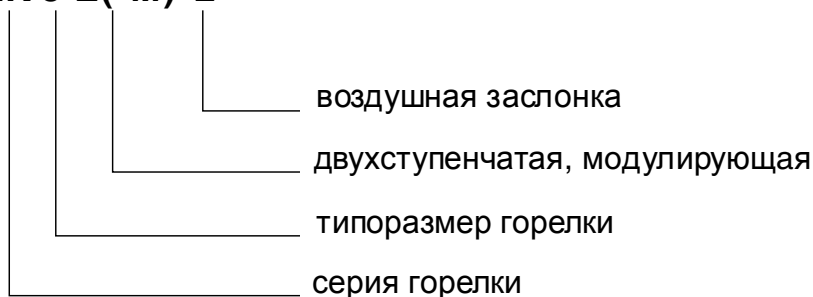 воздушная заслонка
двухступенчатая, модулирующая
типоразмер горелки
серия горелки